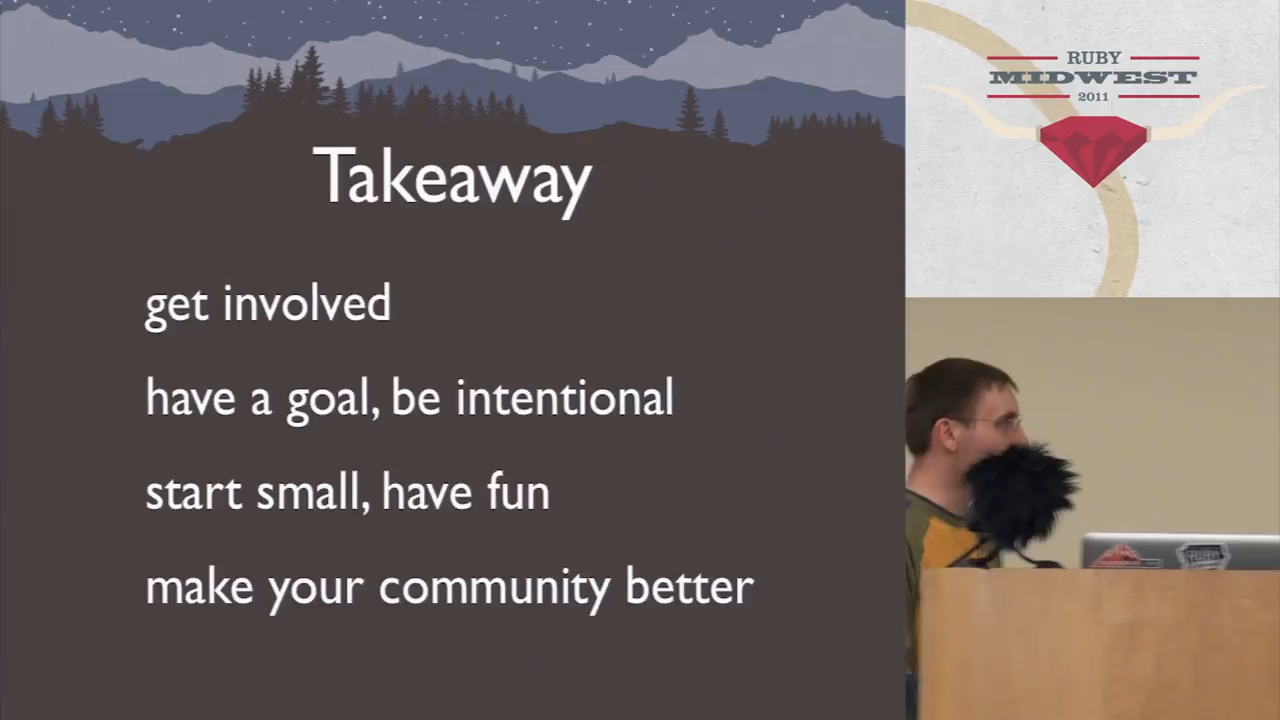 Takeaway
get involved
have a goal, be intentional
start small, have fun
make your community better
RUBY
MIDWEST
2011